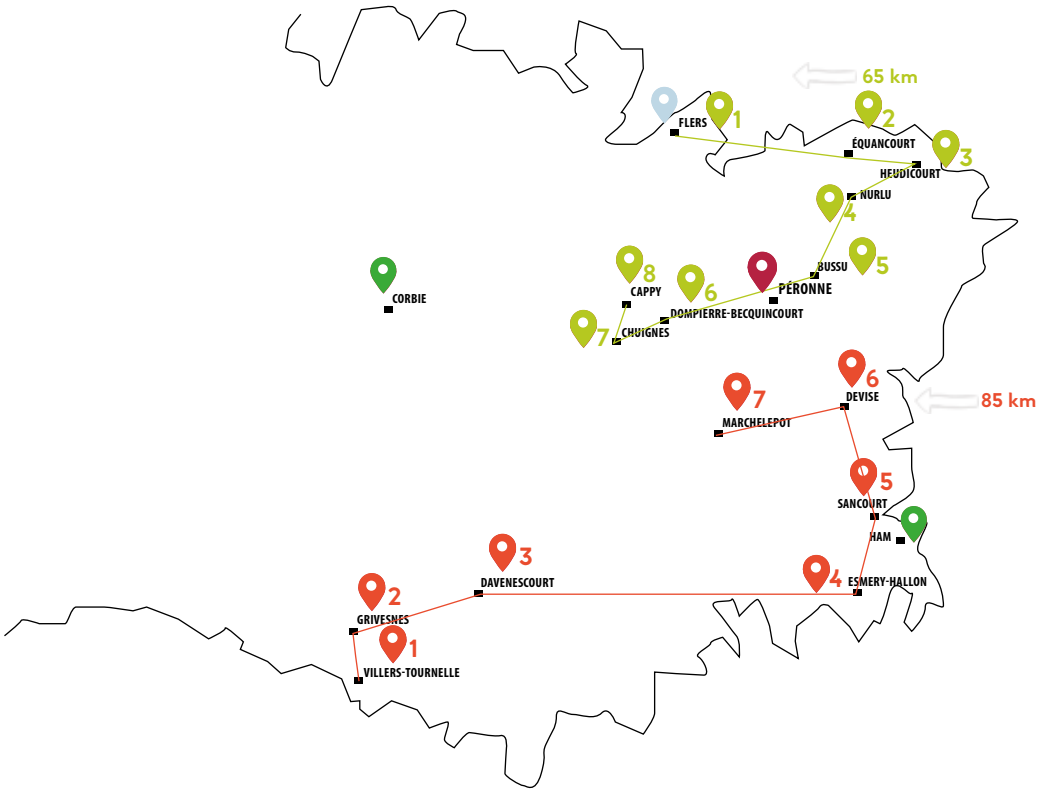 65 km
1
2
FLERS
ÉQUANCOURT
3
HEUDICOURT
NURLU
4
BUSSU
5
8
6
PÉRONNE
CAPPY
CORBIE
DOMPIERRE-BECQUINCOURT
7
CHUIGNES
6
DEVISE
85 km
7
MARCHELEPOT
5
SANCOURT
HAM
3
DAVENESCOURT
4
ESMERY-HALLON
2
GRIVESNES
1
VILLERS-TOURNELLE